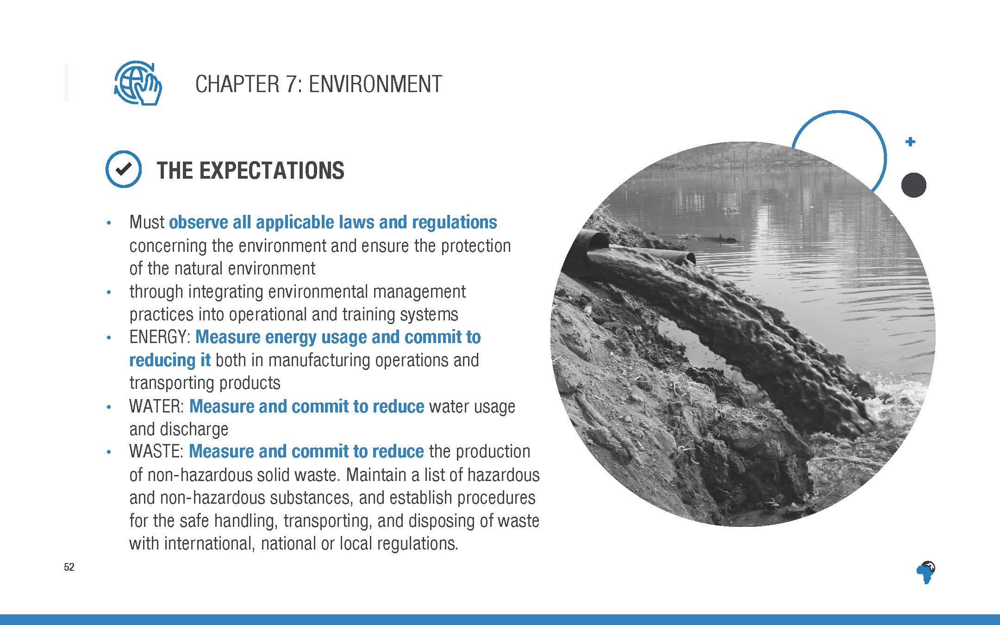 CHAPTER 7: ENVIRONMENT
THE EXPECTATIONS
• Must observe all applicable laws and regulations
concerning the environment and ensure the protection
of the natural environment
• through integrating environmental management
practices into operational and training systems
• ENERGY: Measure energy usage and commit to
reducing it both in manufacturing operations and
transporting products
• WATER: Measure and commit to reduce water usage
and discharge
• WASTE: Measure and commit to reduce the production
of non-hazardous solid waste. Maintain a list of hazardous
and non-hazardous substances, and establish procedures
for the safe handling, transporting, and disposing of waste
with international, national or local regulations.
52